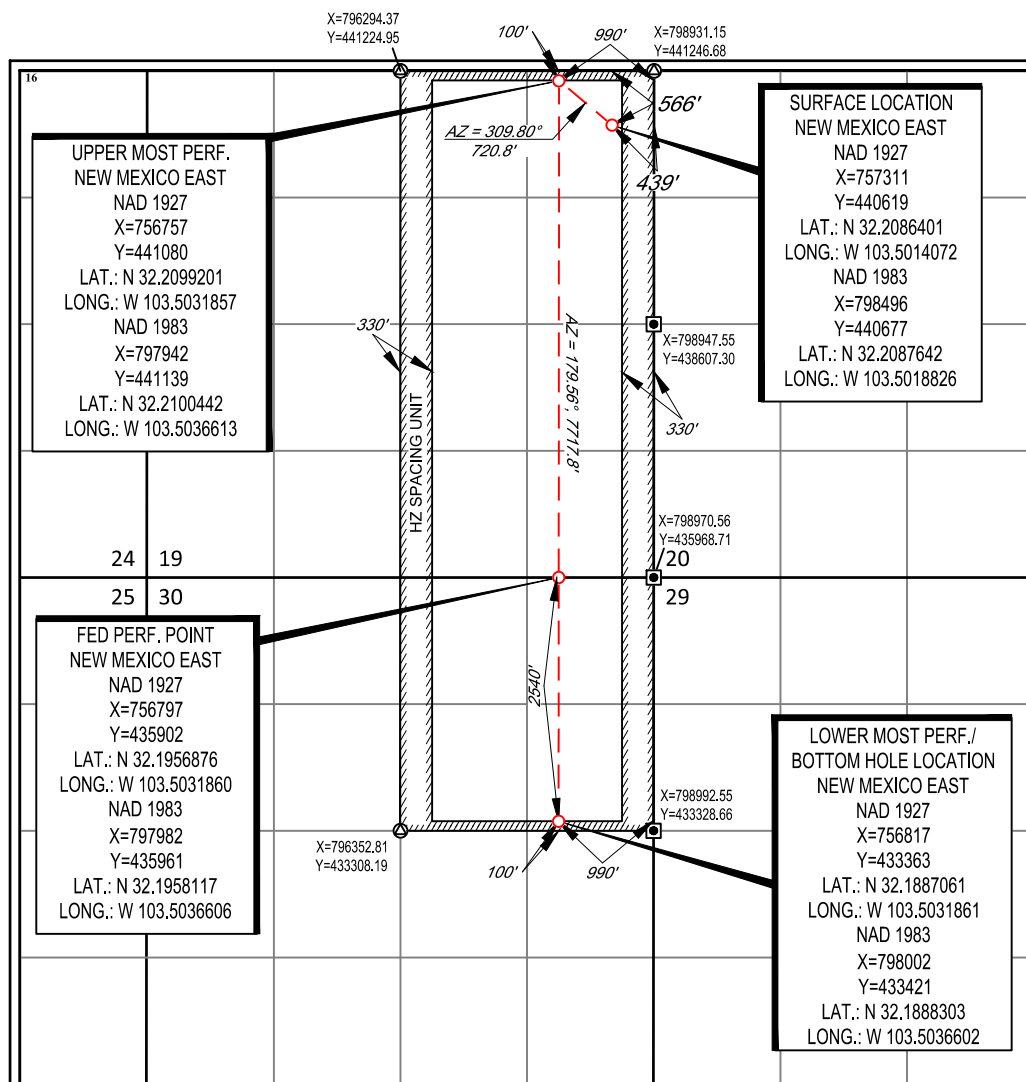 X=796294.37
Y=441224.95
100'
990'
X=798931.15
Y=441246.68
16
566'
AZ = 309.80°
720.8'
439'
UPPER MOST PERF.
NEW MEXICO EAST
NAD 1927
X=756757
Y=441080
LAT.: N 32.2099201
LONG.: W 103.5031857
NAD 1983
X=797942
Y=441139
LAT.: N 32.2100442
LONG.: W 103.5036613
SURFACE LOCATION
NEW MEXICO EAST
NAD 1927
X=757311
Y=440619
LAT.: N 32.2086401
LONG.: W 103.5014072
NAD 1983
X=798496
Y=440677
LAT.: N 32.2087642
LONG.: W 103.5018826
330'
AZ = 179.56°, 7717.8'
X=798947.55
Y=438607.30
330'
HZ SPACING UNIT
X=798970.56
Y=435968.71
24 19
20
25 30
29
FED PERF. POINT
NEW MEXICO EAST
NAD 1927
X=756797
Y=435902
LAT.: N 32.1956876
LONG.: W 103.5031860
NAD 1983
X=797982
Y=435961
LAT.: N 32.1958117
LONG.: W 103.5036606
2540'
LOWER MOST PERF./
BOTTOM HOLE LOCATION
NEW MEXICO EAST
NAD 1927
X=756817
Y=433363
LAT.: N 32.1887061
LONG.: W 103.5031861
NAD 1983
X=798002
Y=433421
LAT.: N 32.1888303
LONG.: W 103.5036602
X=798992.55
Y=433328.66
X=796352.81
Y=433308.19
100'
990'